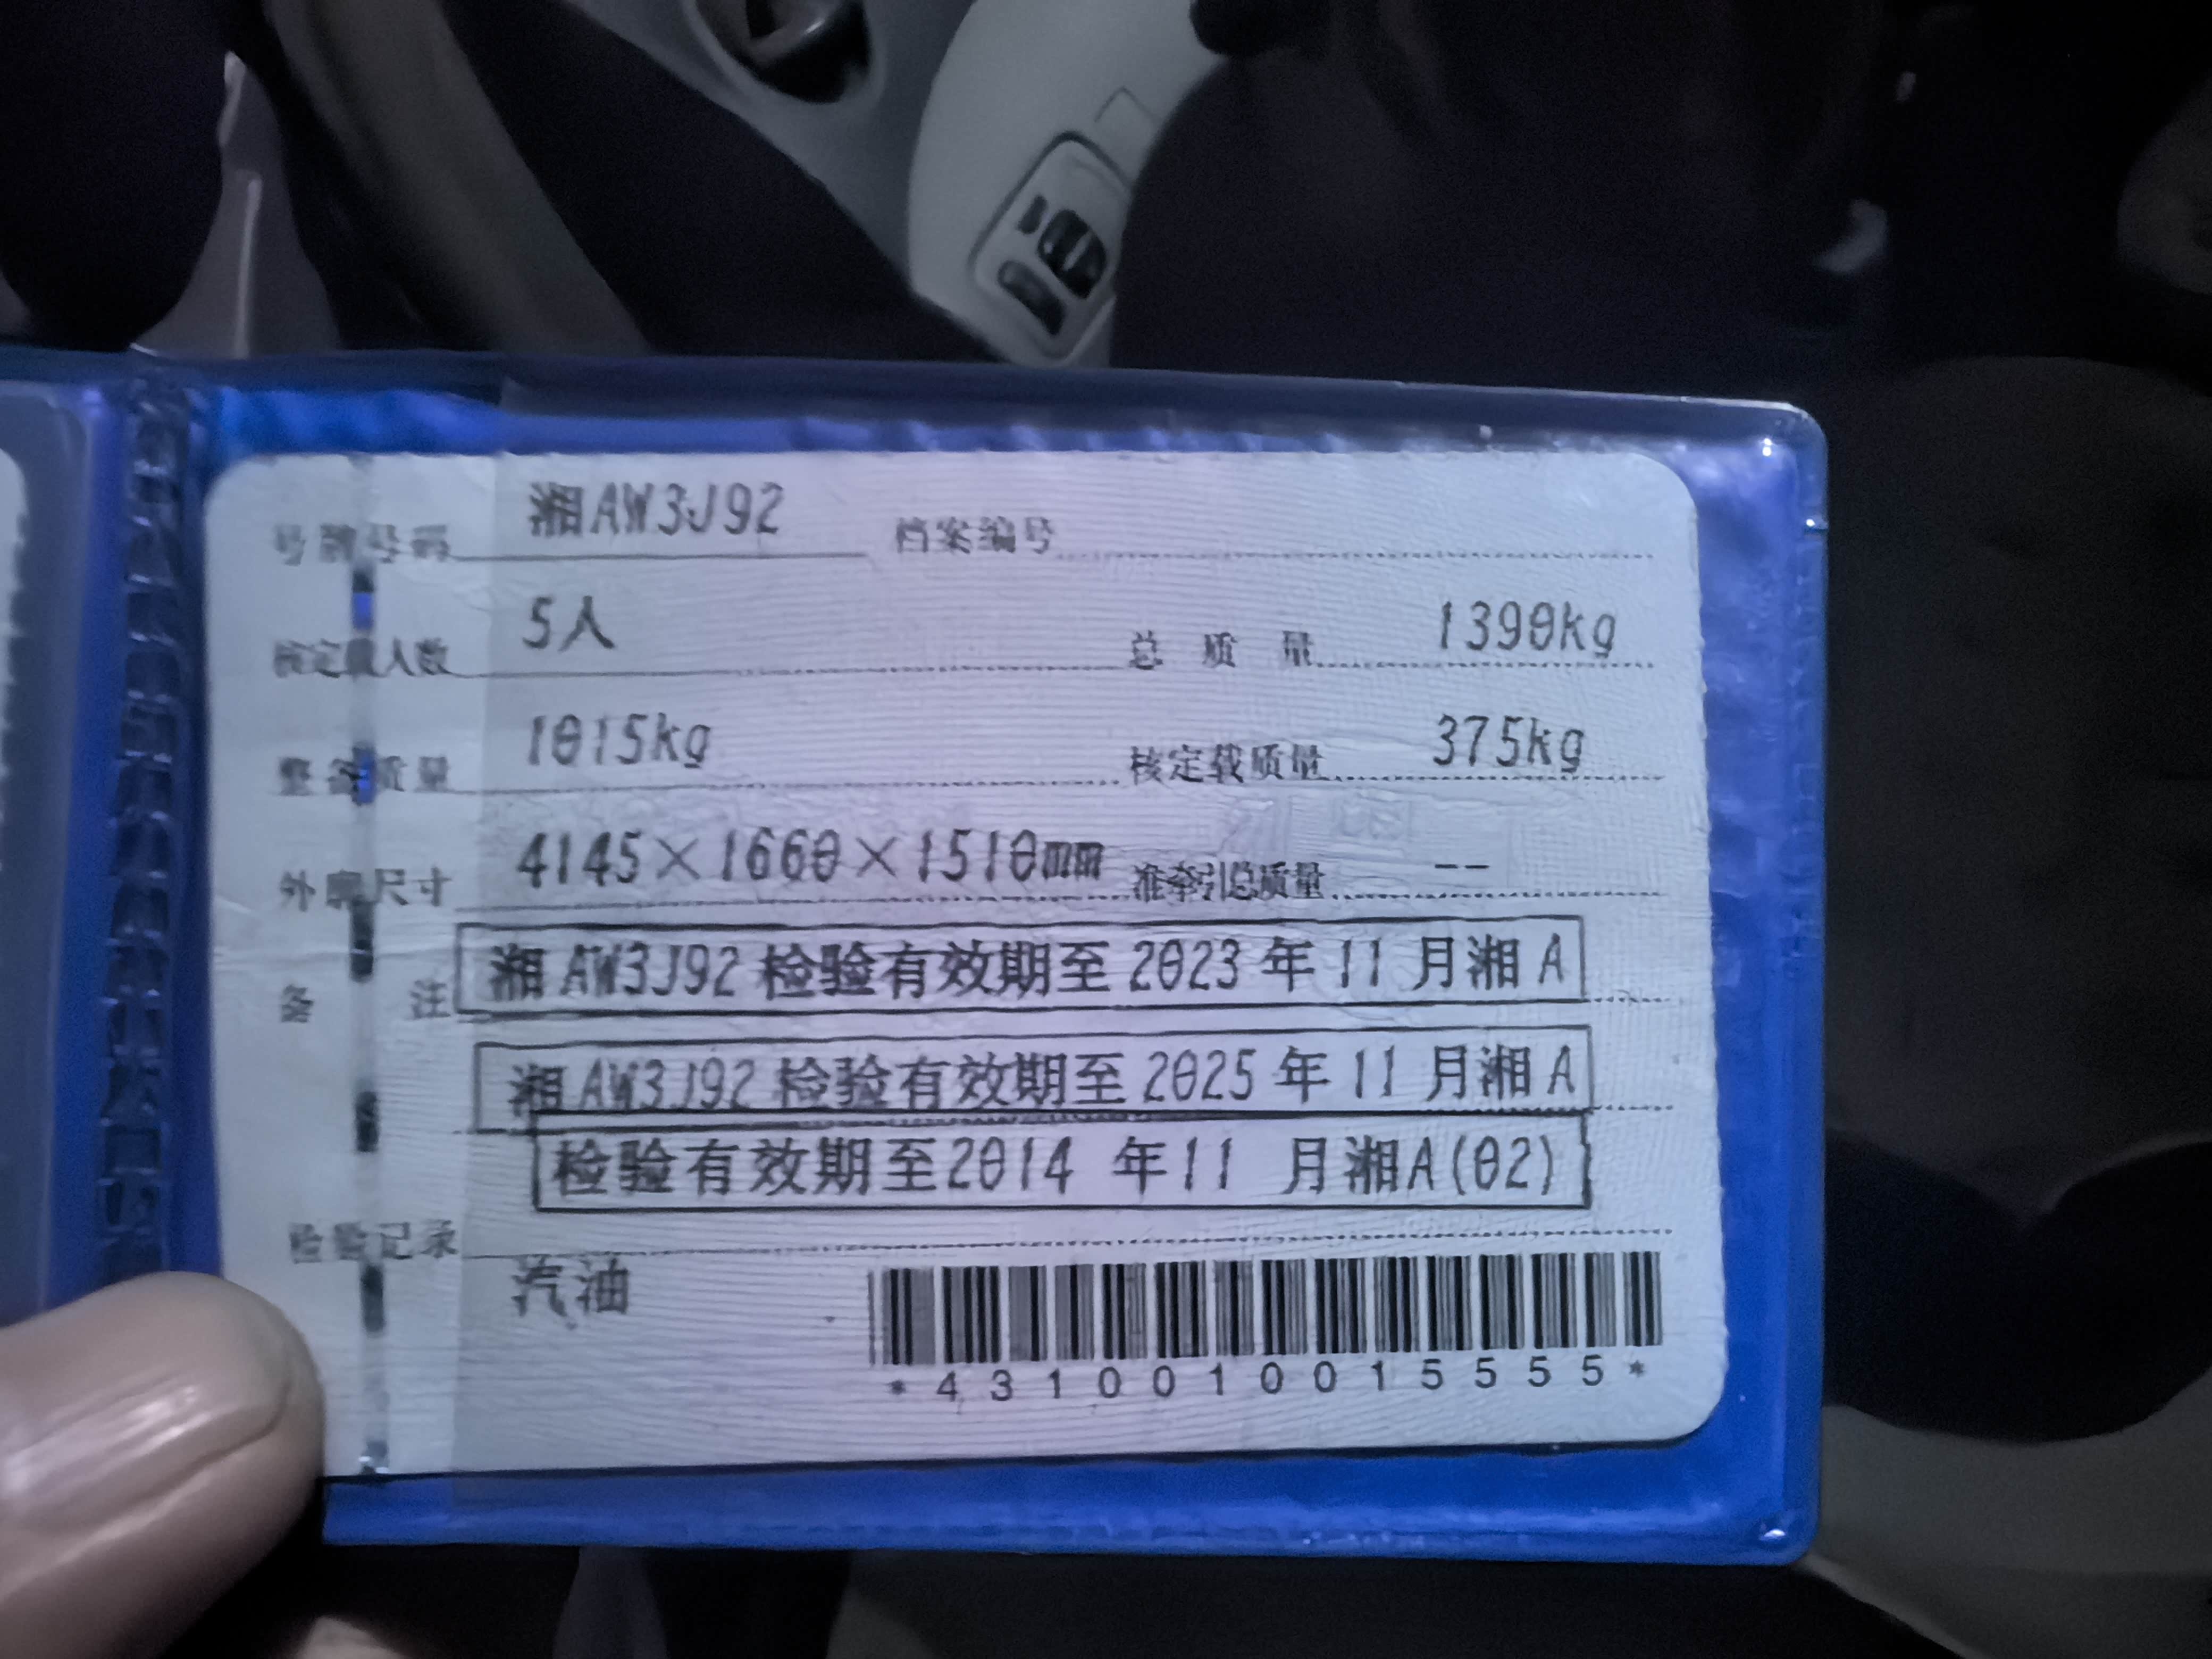 号牌号码 湘AW3J92 档案编号
核定载人数 5人 总质量 1390kg
整备质量 1015kg 核定载质量 375kg
外廓尺寸 4145×1660×1510mm 准牵引总质量 --
备注 湘AW3J92检验有效期至2023年11月湘A
湘AW3J92检验有效期至2025年11月湘A
检验有效期至2014 年11 月湘A(02)
检验记录
汽油
*4310010015555*